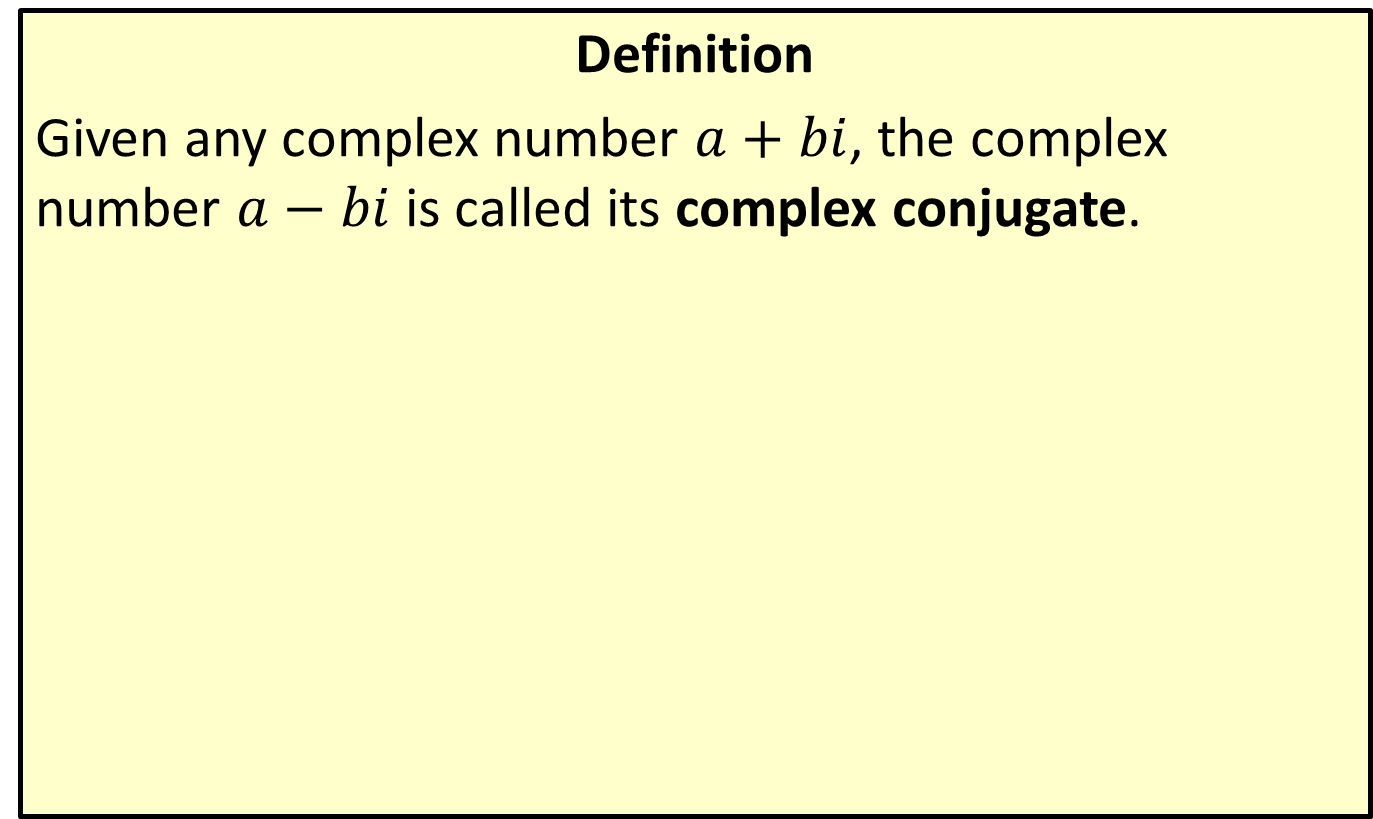 Definition
Given any complex number 𝑎 + 𝑏𝑖, the complex
number 𝑎 − 𝑏𝑖 is called its complex conjugate.